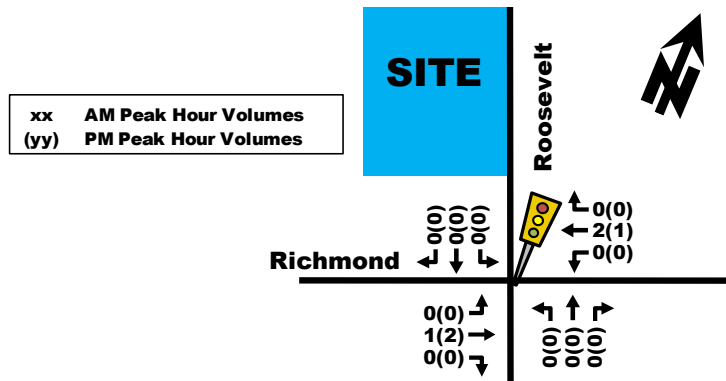 SITE
Roosevelt
N
xx AM Peak Hour Volumes
(yy) PM Peak Hour Volumes
0(0)
0(0)
0(0)
0(0)
2(1)
0(0)
Richmond
0(0)
1(2)
0(0)
0(0)
0(0)
0(0)